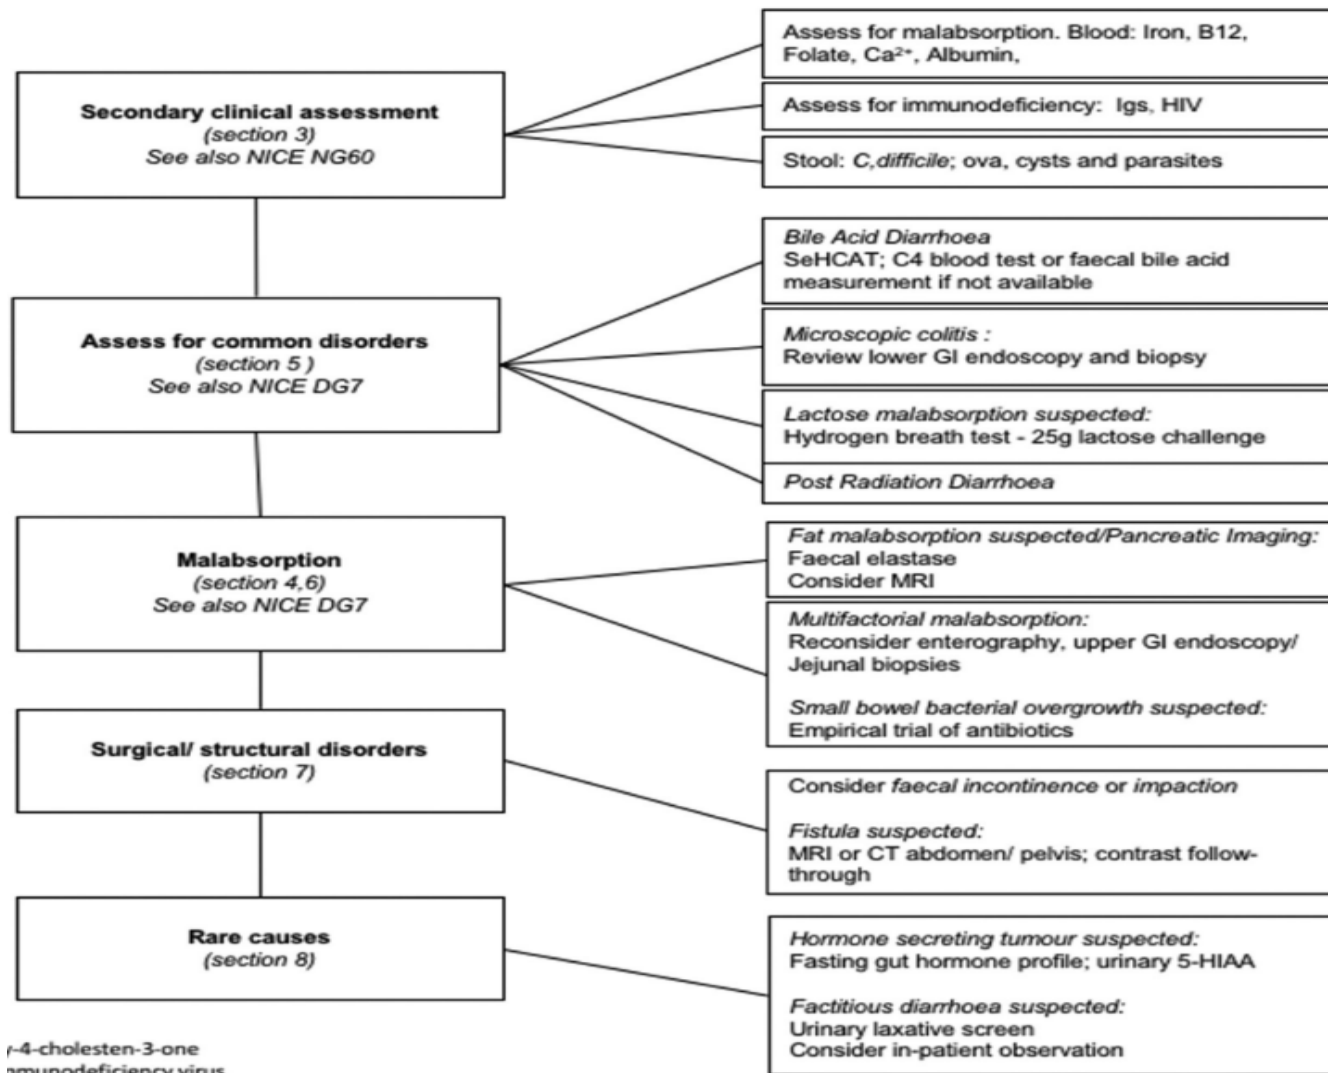 Secondary clinical assessment
(section 3)
See also NICE NG60
Assess for malabsorption. Blood: Iron, B12,
Folate, Ca²⁺, Albumin,
Assess for immunodeficiency: Igs, HIV
Stool: C,difficile; ova, cysts and parasites
Assess for common disorders
(section 5 )
See also NICE DG7
Bile Acid Diarrhoea
SeHCAT; C4 blood test or faecal bile acid
measurement if not available
Microscopic colitis :
Review lower GI endoscopy and biopsy
Lactose malabsorption suspected:
Hydrogen breath test - 25g lactose challenge
Post Radiation Diarrhoea
Malabsorption
(section 4,6)
See also NICE DG7
Fat malabsorption suspected/Pancreatic Imaging:
Faecal elastase
Consider MRI
Multifactorial malabsorption:
Reconsider enterography, upper GI endoscopy/
Jejunal biopsies
Small bowel bacterial overgrowth suspected:
Empirical trial of antibiotics
Surgical/ structural disorders
(section 7)
Consider faecal incontinence or impaction
Fistula suspected:
MRI or CT abdomen/ pelvis; contrast follow-
through
Rare causes
(section 8)
Hormone secreting tumour suspected:
Fasting gut hormone profile; urinary 5-HIAA
Factitious diarrhoea suspected:
Urinary laxative screen
Consider in-patient observation
-4-cholesten-3-one
mmunodeficiency virus